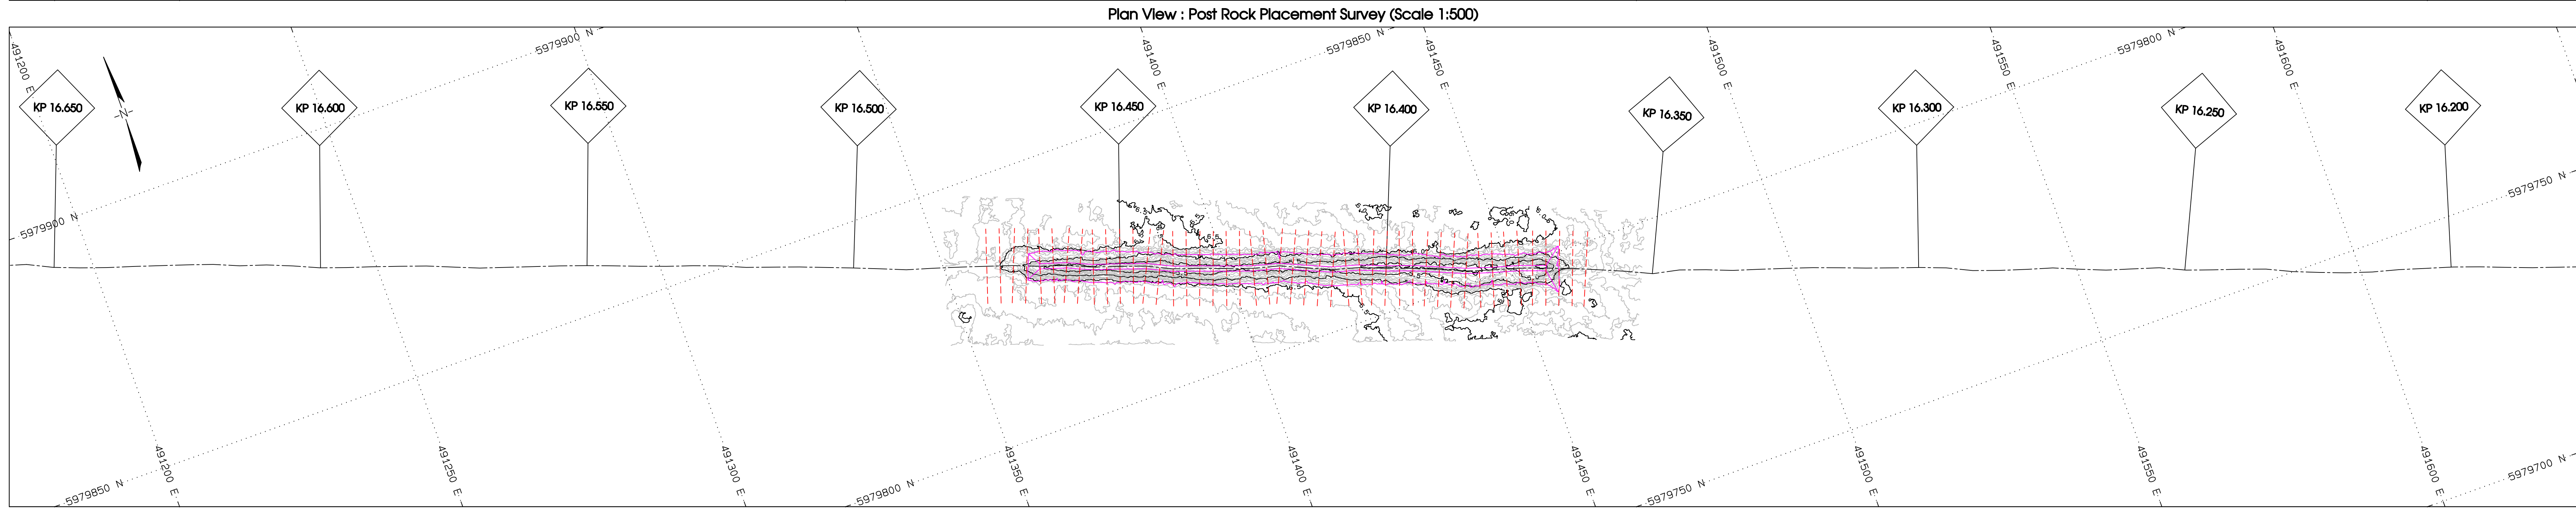 Plan View : Post Rock Placement Survey (Scale 1:500)
491200 E
5979900 N
5979850 N
491400 E
491450 E
491500 E
491550 E
5979800 N
491600 E
N
KP 16.650
KP 16.600
KP 16.550
KP 16.500
KP 16.450
KP 16.400
KP 16.350
KP 16.300
KP 16.250
KP 16.200
5979900 N
5979750 N
491200 E
491250 E
491300 E
491350 E
491400 E
491450 E
491500 E
491550 E
491600 E
5979850 N
5979800 N
5979750 N
5979700 N